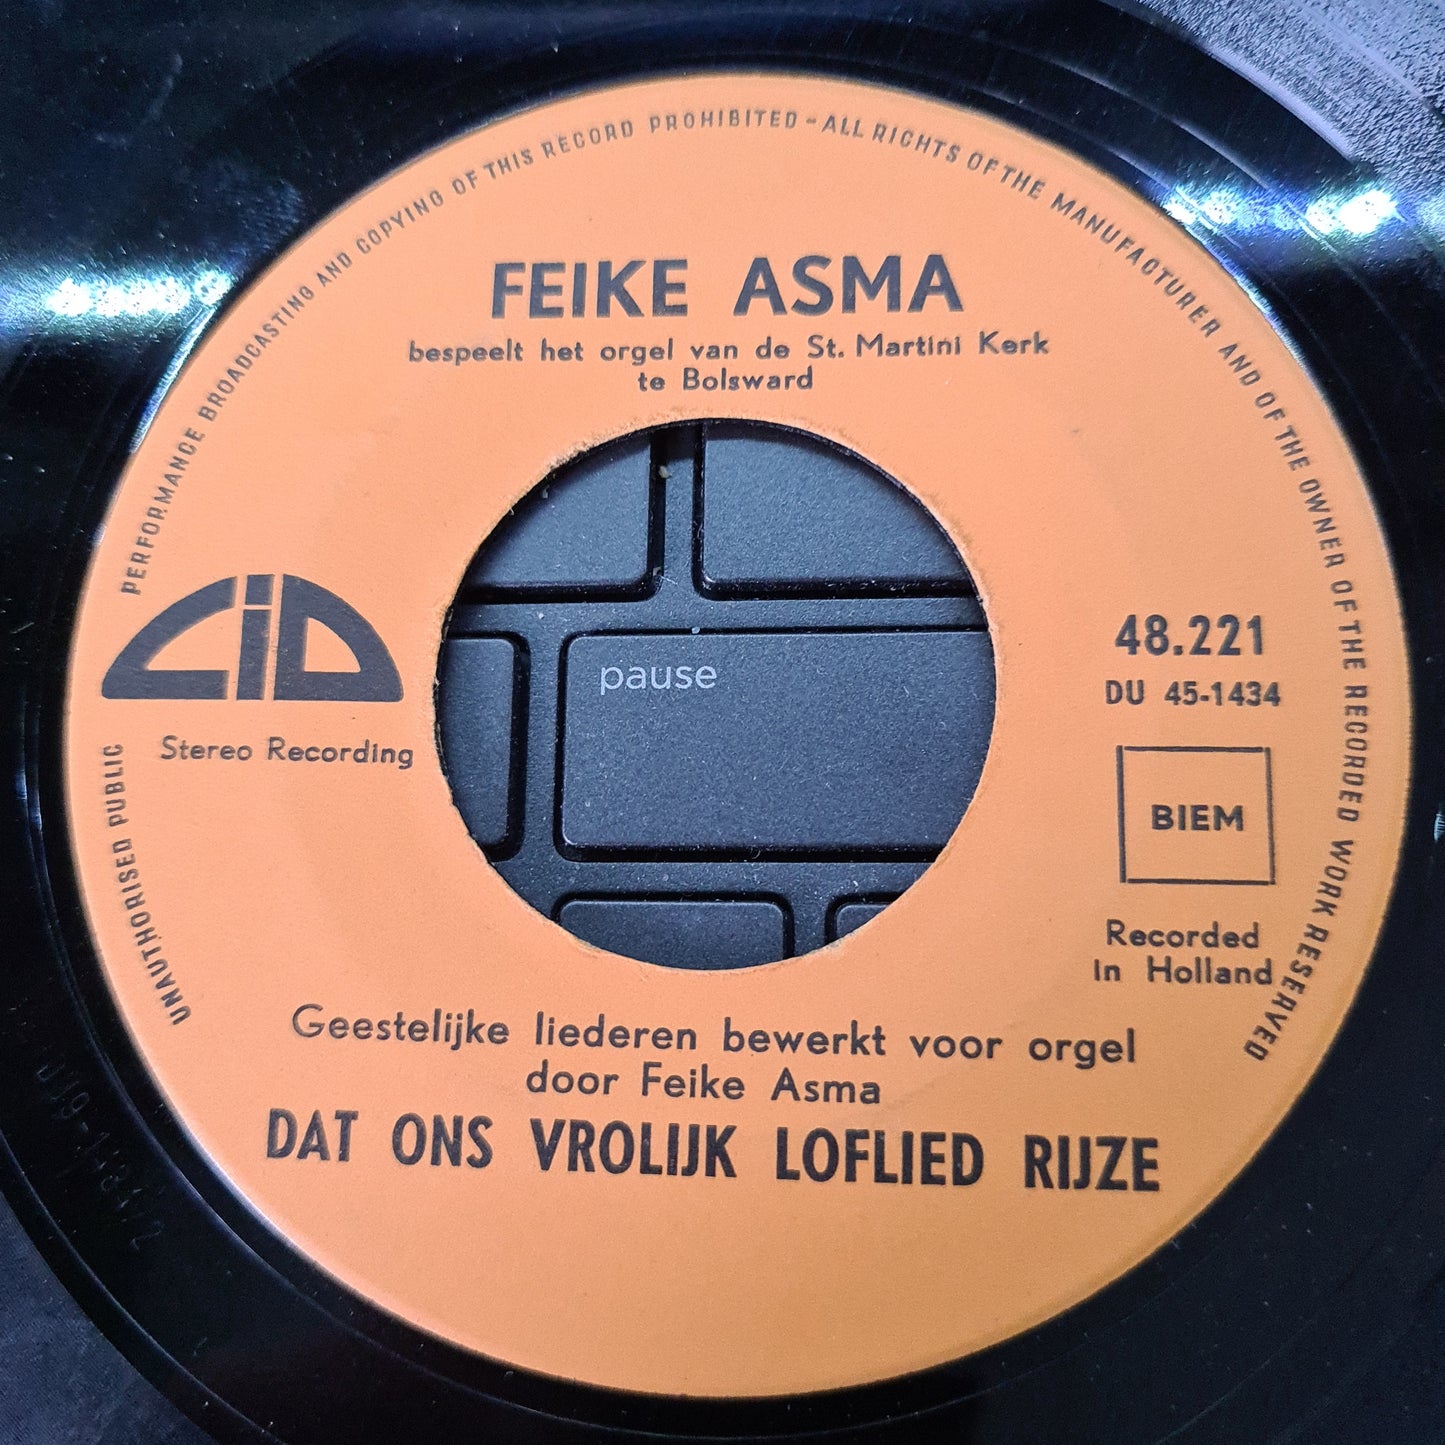 UNAUTHORISED PUBLIC PERFORMANCE BROADCASTING AND COPYING OF THIS RECORD PROHIBITED - ALL RIGHTS OF THE MANUFACTURER AND OF THE OWNER OF THE RECORDED WORK RESERVED
FEIKE ASMA
bespeelt het orgel van de St. Martini Kerk
te Bolsward
pause
CID
Stereo Recording
48.221
DU 45-1434
BIEM
Recorded
in Holland
Geestelijke liederen bewerkt voor orgel
door Feike Asma
DAT ONS VROLIJK LOFLIED RIJZE